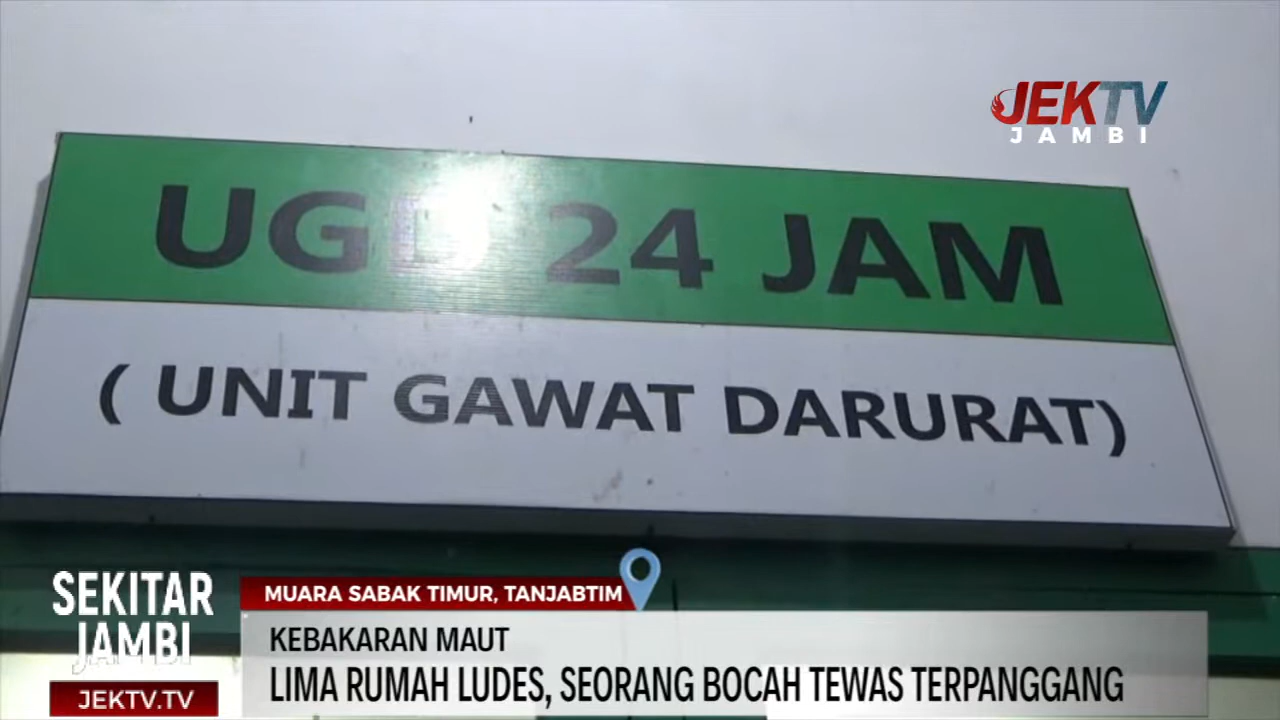 JEKTV
JAMBI
UGD 24 JAM
( UNIT GAWAT DARURAT)
SEKITAR
JAMBI
JEKTV.TV
MUARA SABAK TIMUR, TANJABTIM
KEBAKARAN MAUT
LIMA RUMAH LUDES, SEORANG BOCAH TEWAS TERPANGGANG